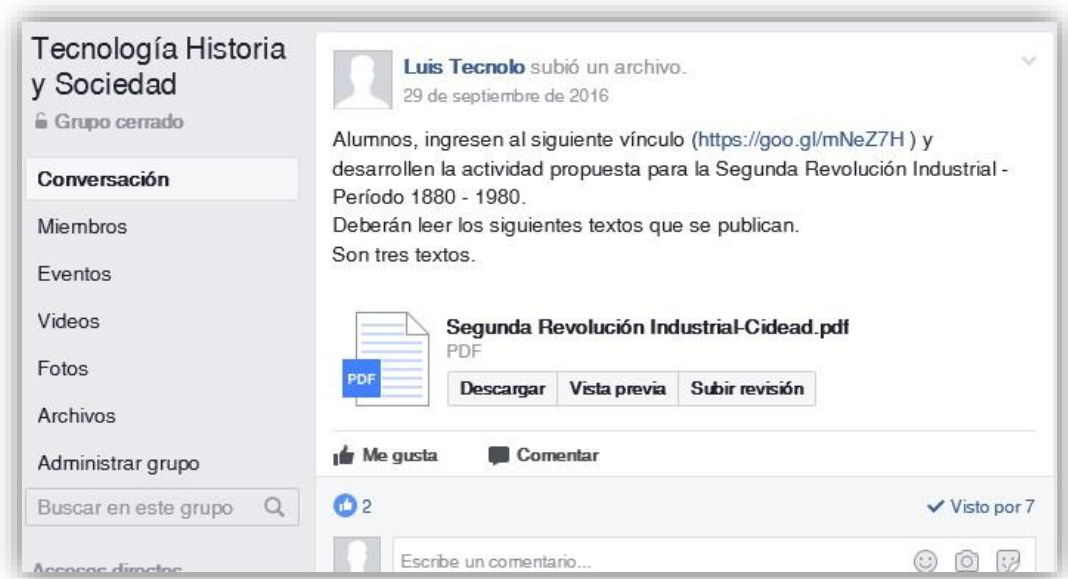 Tecnología Historia
y Sociedad
Grupo cerrado
Conversación
Miembros
Eventos
Videos
Fotos
Archivos
Administrar grupo
Buscar en este grupo
Accesos directos
Luis Tecnolo subió un archivo.
29 de septiembre de 2016
Alumnos, ingresen al siguiente vínculo (https://goo.gl/mNeZ7H ) y
desarrollen la actividad propuesta para la Segunda Revolución Industrial -
Período 1880 - 1980.
Deberán leer los siguientes textos que se publican.
Son tres textos.
PDF
Segunda Revolución Industrial-Cidead.pdf
PDF
Descargar Vista previa Subir revisión
Me gusta Comentar
2 Visto por 7
Escribe un comentario...